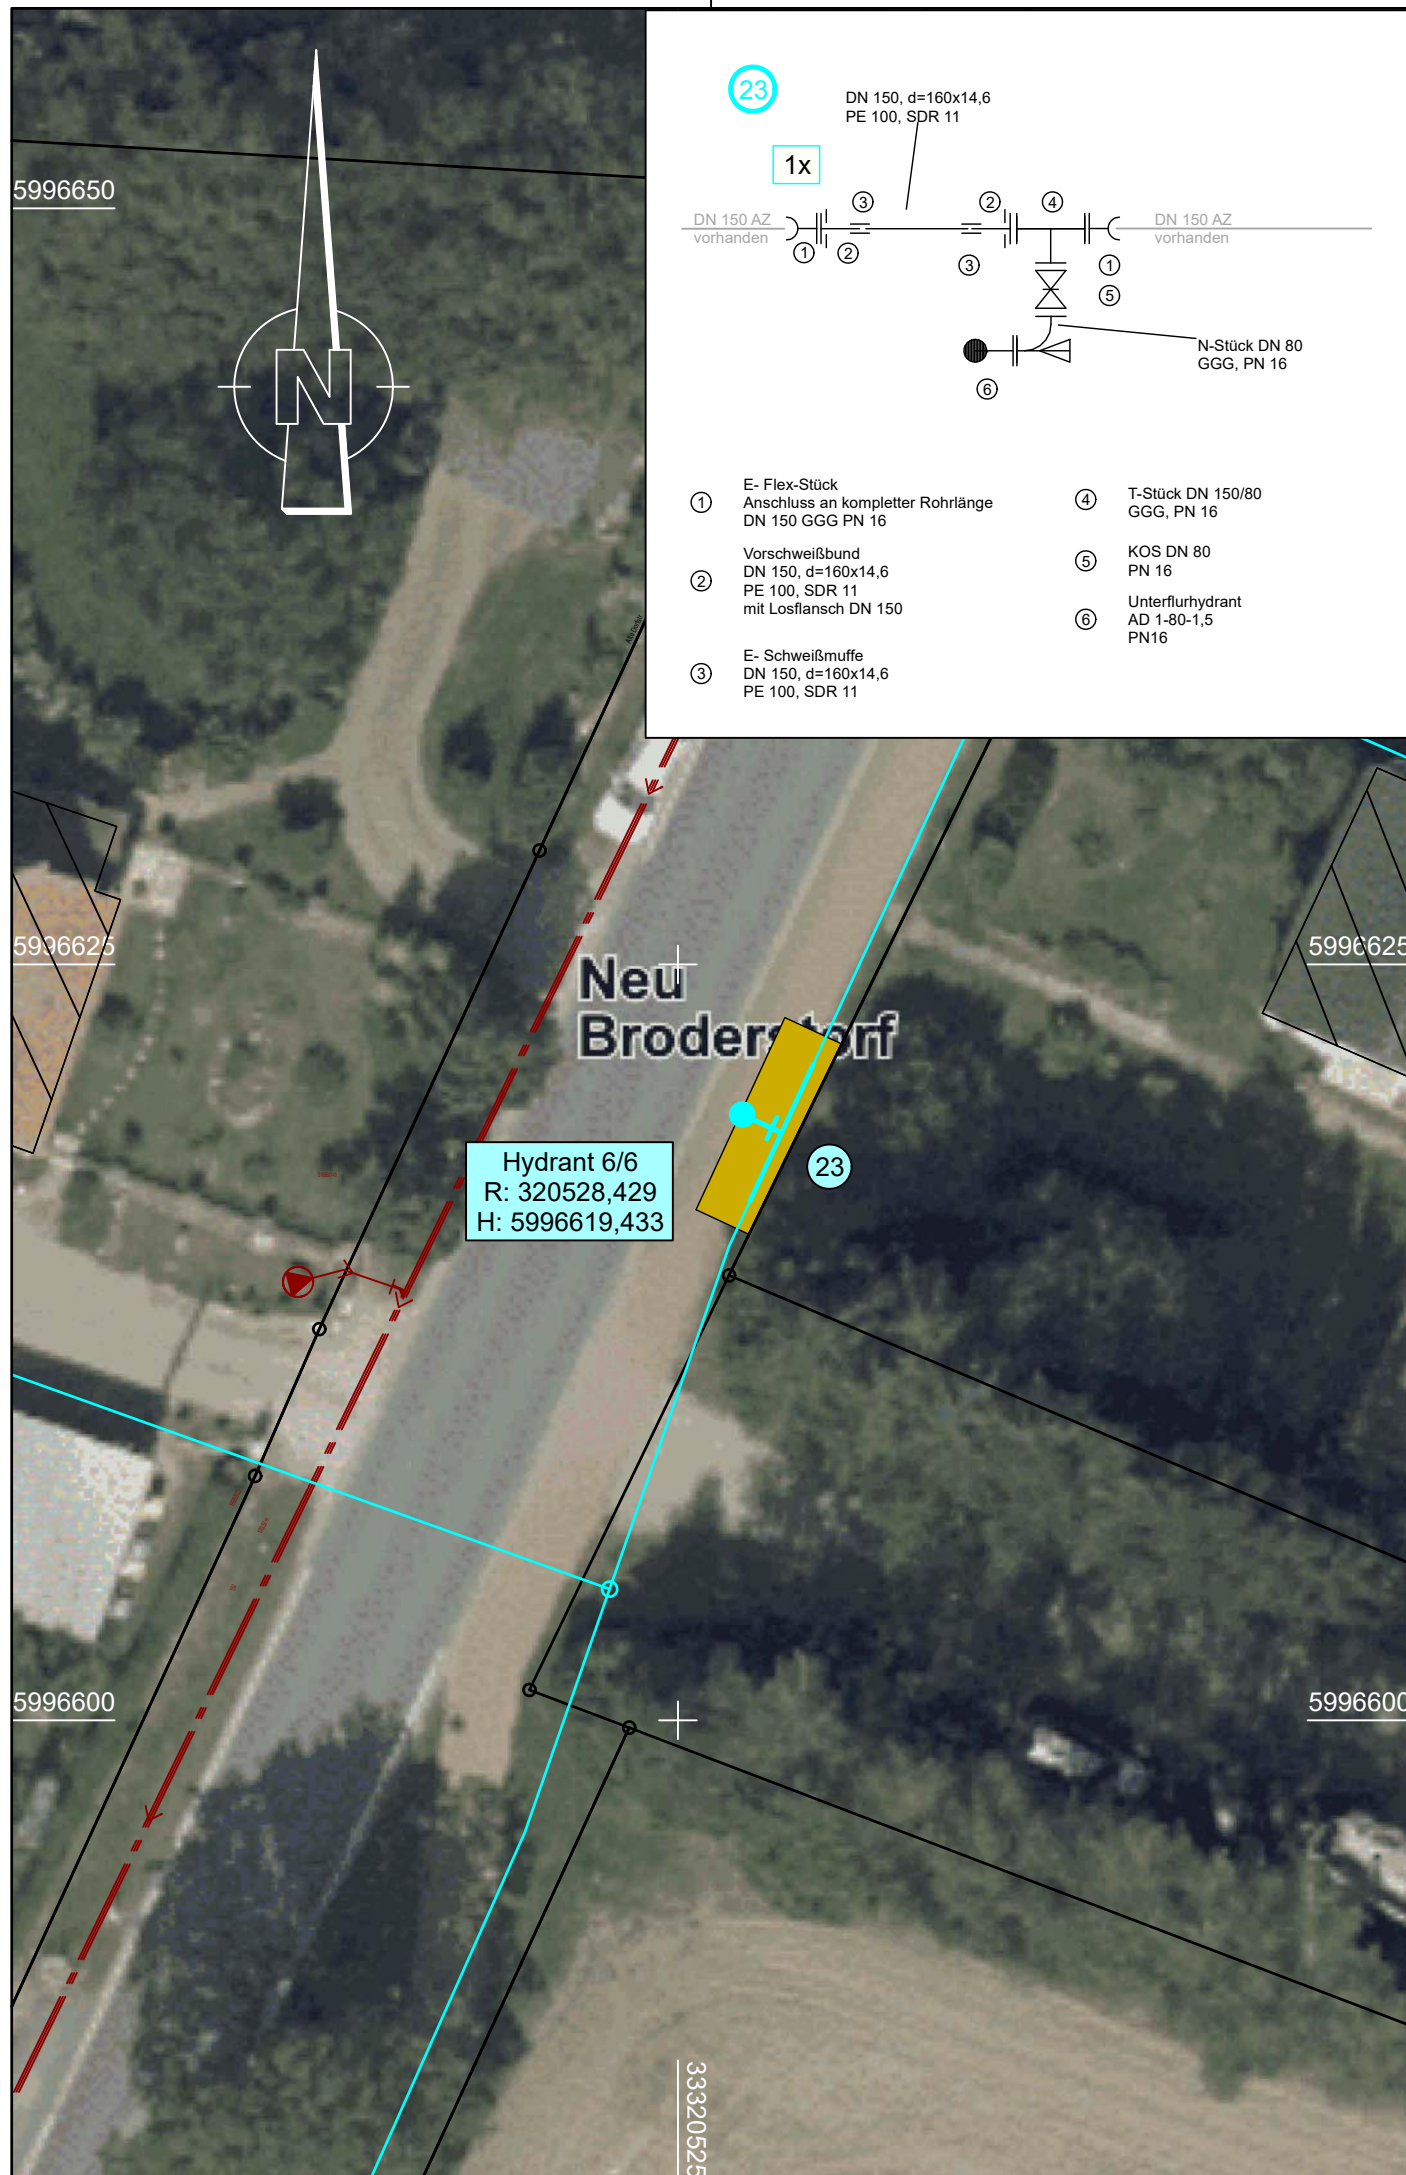 23
DN 150, d=160x14,6
PE 100, SDR 11
1x
3
2
4
DN 150 AZ
vorhanden
DN 150 AZ
vorhanden
1
2
3
1
5
N-Stück DN 80
GGG, PN 16
6
1
E- Flex-Stück
Anschluss an kompletter Rohrlänge
DN 150 GGG PN 16
2
Vorschweißbund
DN 150, d=160x14,6
PE 100, SDR 11
mit Losflansch DN 150
3
E- Schweißmuffe
DN 150, d=160x14,6
PE 100, SDR 11
4
T-Stück DN 150/80
GGG, PN 16
5
KOS DN 80
PN 16
6
Unterflurhydrant
AD 1-80-1,5
PN16
5996650
N
5996625
5996625
Neu
Broderstorf
Hydrant 6/6
R: 320528,429
H: 5996619,433
23
5996600
5996600
33320525